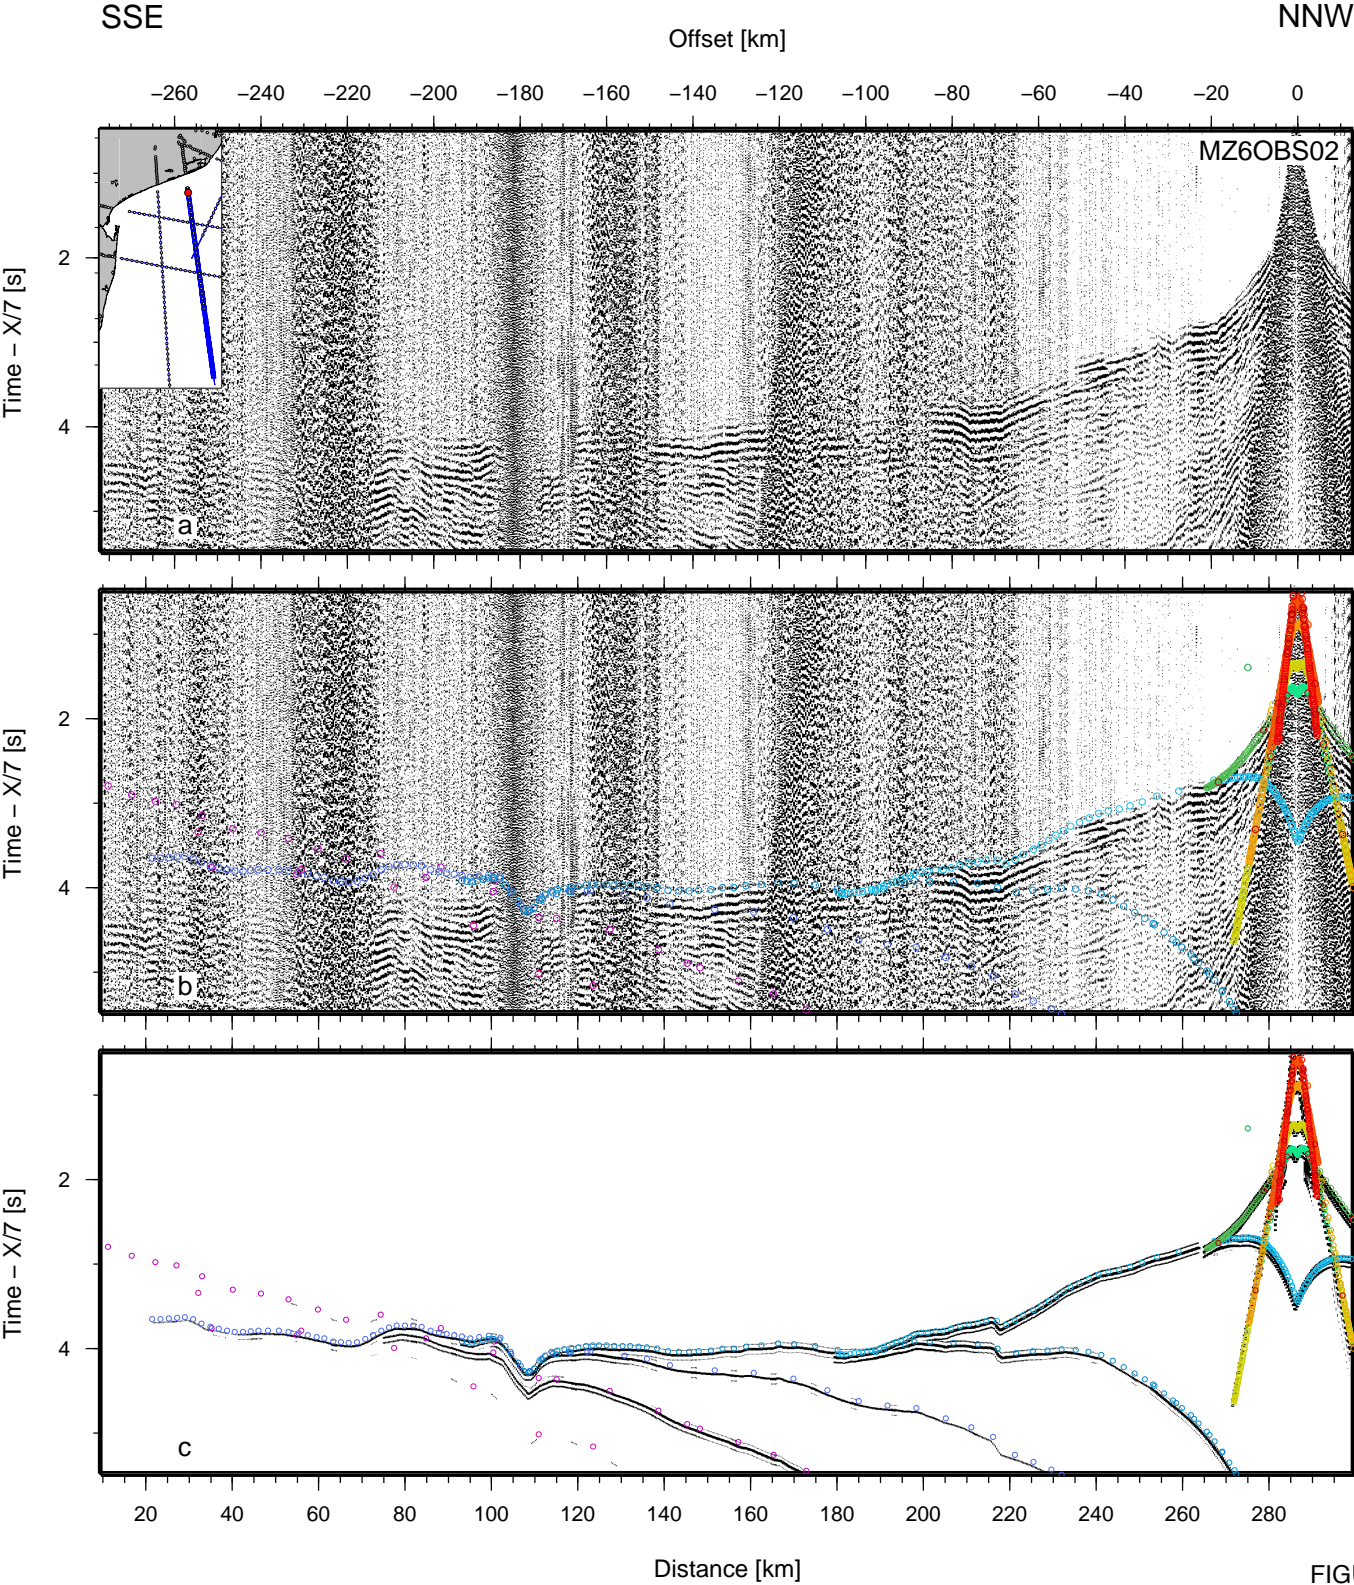 SSE NNW
Offset [km]
−260 −240 −220 −200 −180 −160 −140 −120 −100 −80 −60 −40 −20 0
MZ6OBS02
2
4
Time − X/7 [s]
a
2
4
Time − X/7 [s]
b
2
4
Time − X/7 [s]
c
20 40 60 80 100 120 140 160 180 200 220 240 260 280
Distance [km]